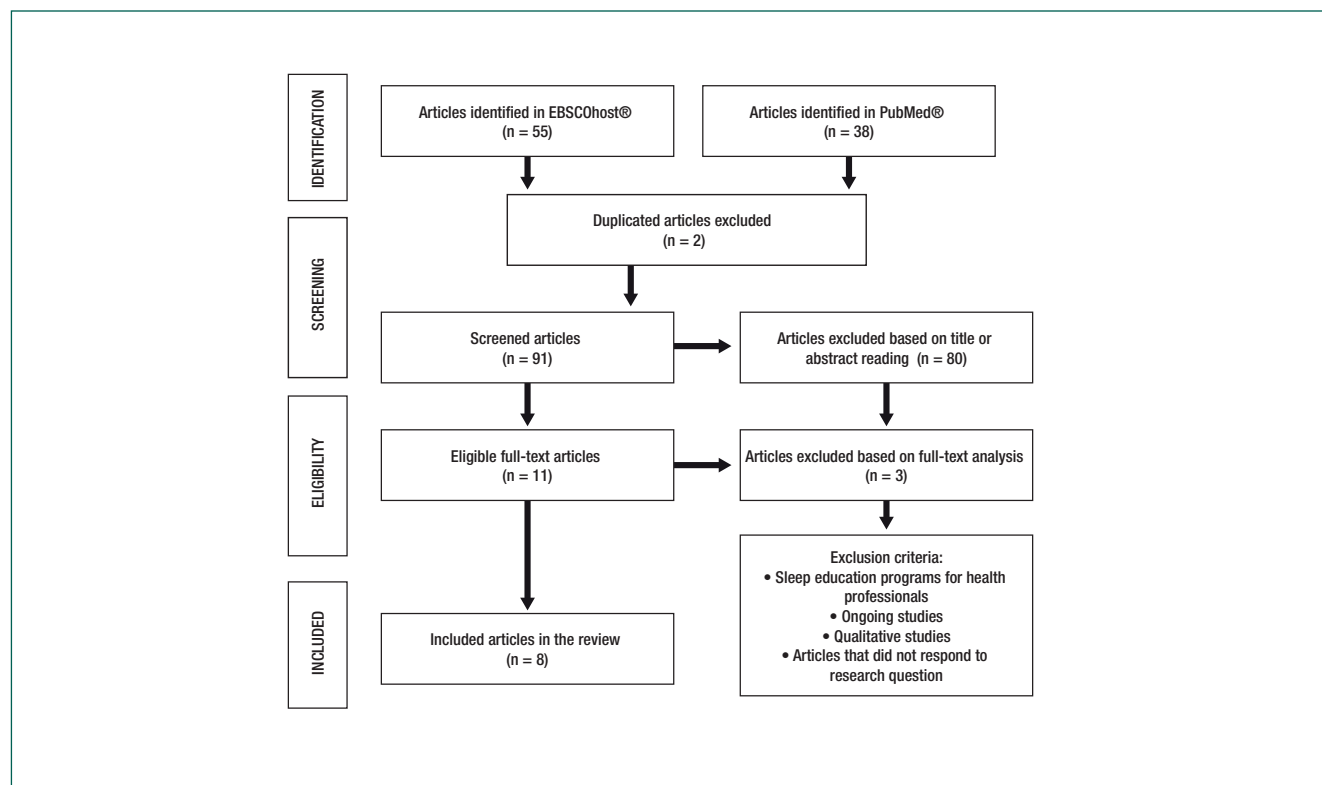 IDENTIFICATION
Articles identified in EBSCOhost®
(n = 55)
Articles identified in PubMed®
(n = 38)
Duplicated articles excluded
(n = 2)
SCREENING
Screened articles
(n = 91)
Articles excluded based on title or
abstract reading (n = 80)
ELIGIBILITY
Eligible full-text articles
(n = 11)
Articles excluded based on full-text analysis
(n = 3)
Exclusion criteria:
• Sleep education programs for health
professionals
• Ongoing studies
• Qualitative studies
• Articles that did not respond to
research question
INCLUDED
Included articles in the review
(n = 8)